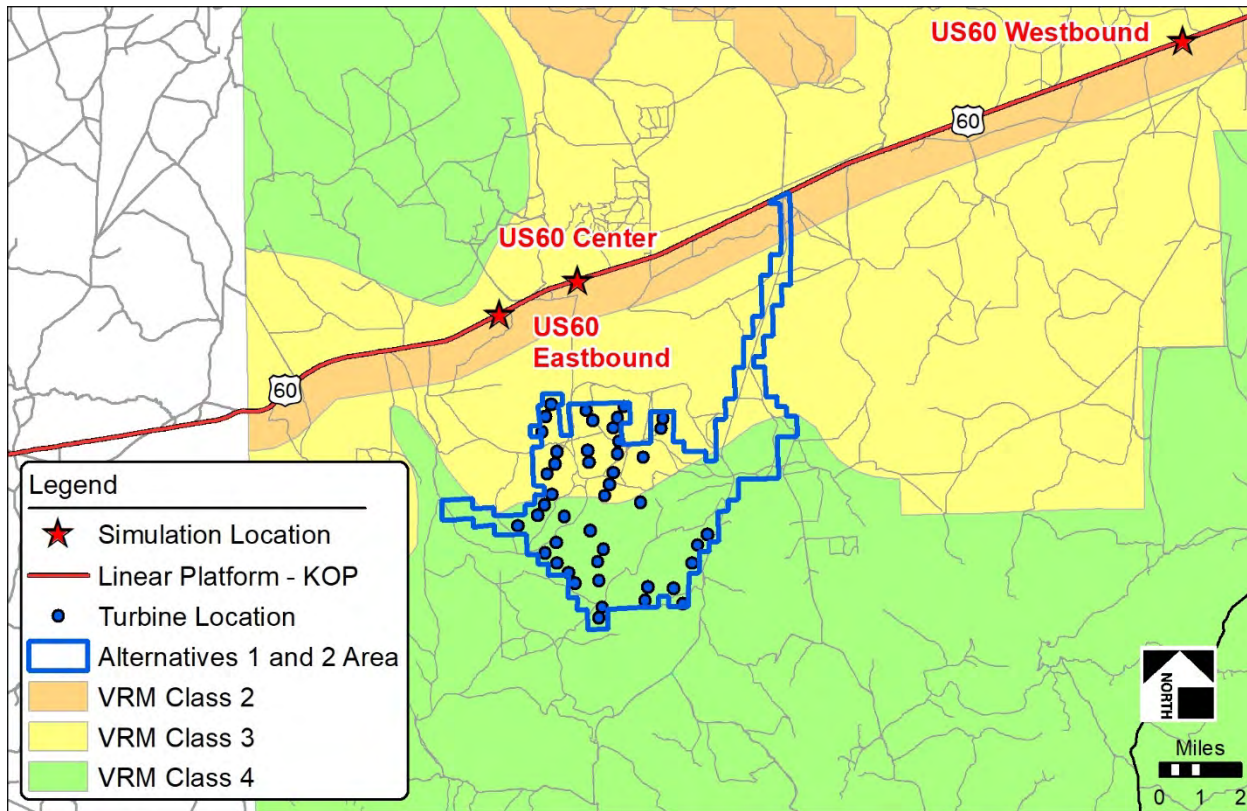 US60 Westbound
60
US60 Center
US60
Eastbound
60
Legend
Simulation Location
Linear Platform - KOP
Turbine Location
Alternatives 1 and 2 Area
VRM Class 2
VRM Class 3
VRM Class 4
NORTH
Miles
0 1 2